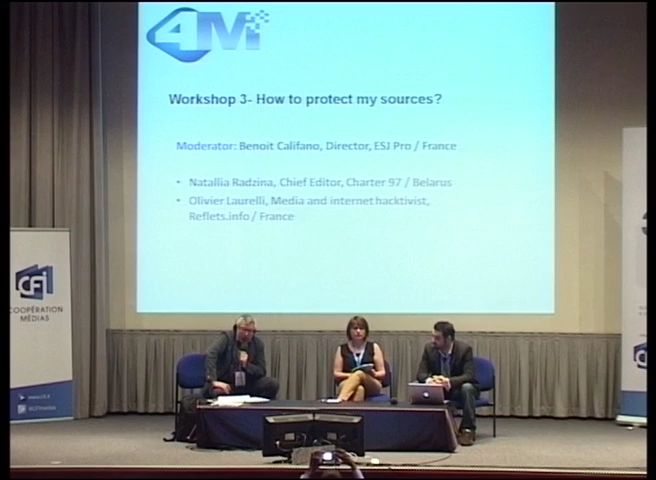 4Mi
Workshop 3- How to protect my sources?
Moderator: Benoit Califano, Director, ESJ Pro / France
• Natallia Radzina, Chief Editor, Charter 97 / Belarus
• Olivier Laurelli, Media and internet hacktivist,
Reflets.info / France
CFi
COOPÉRATION
MÉDIAS